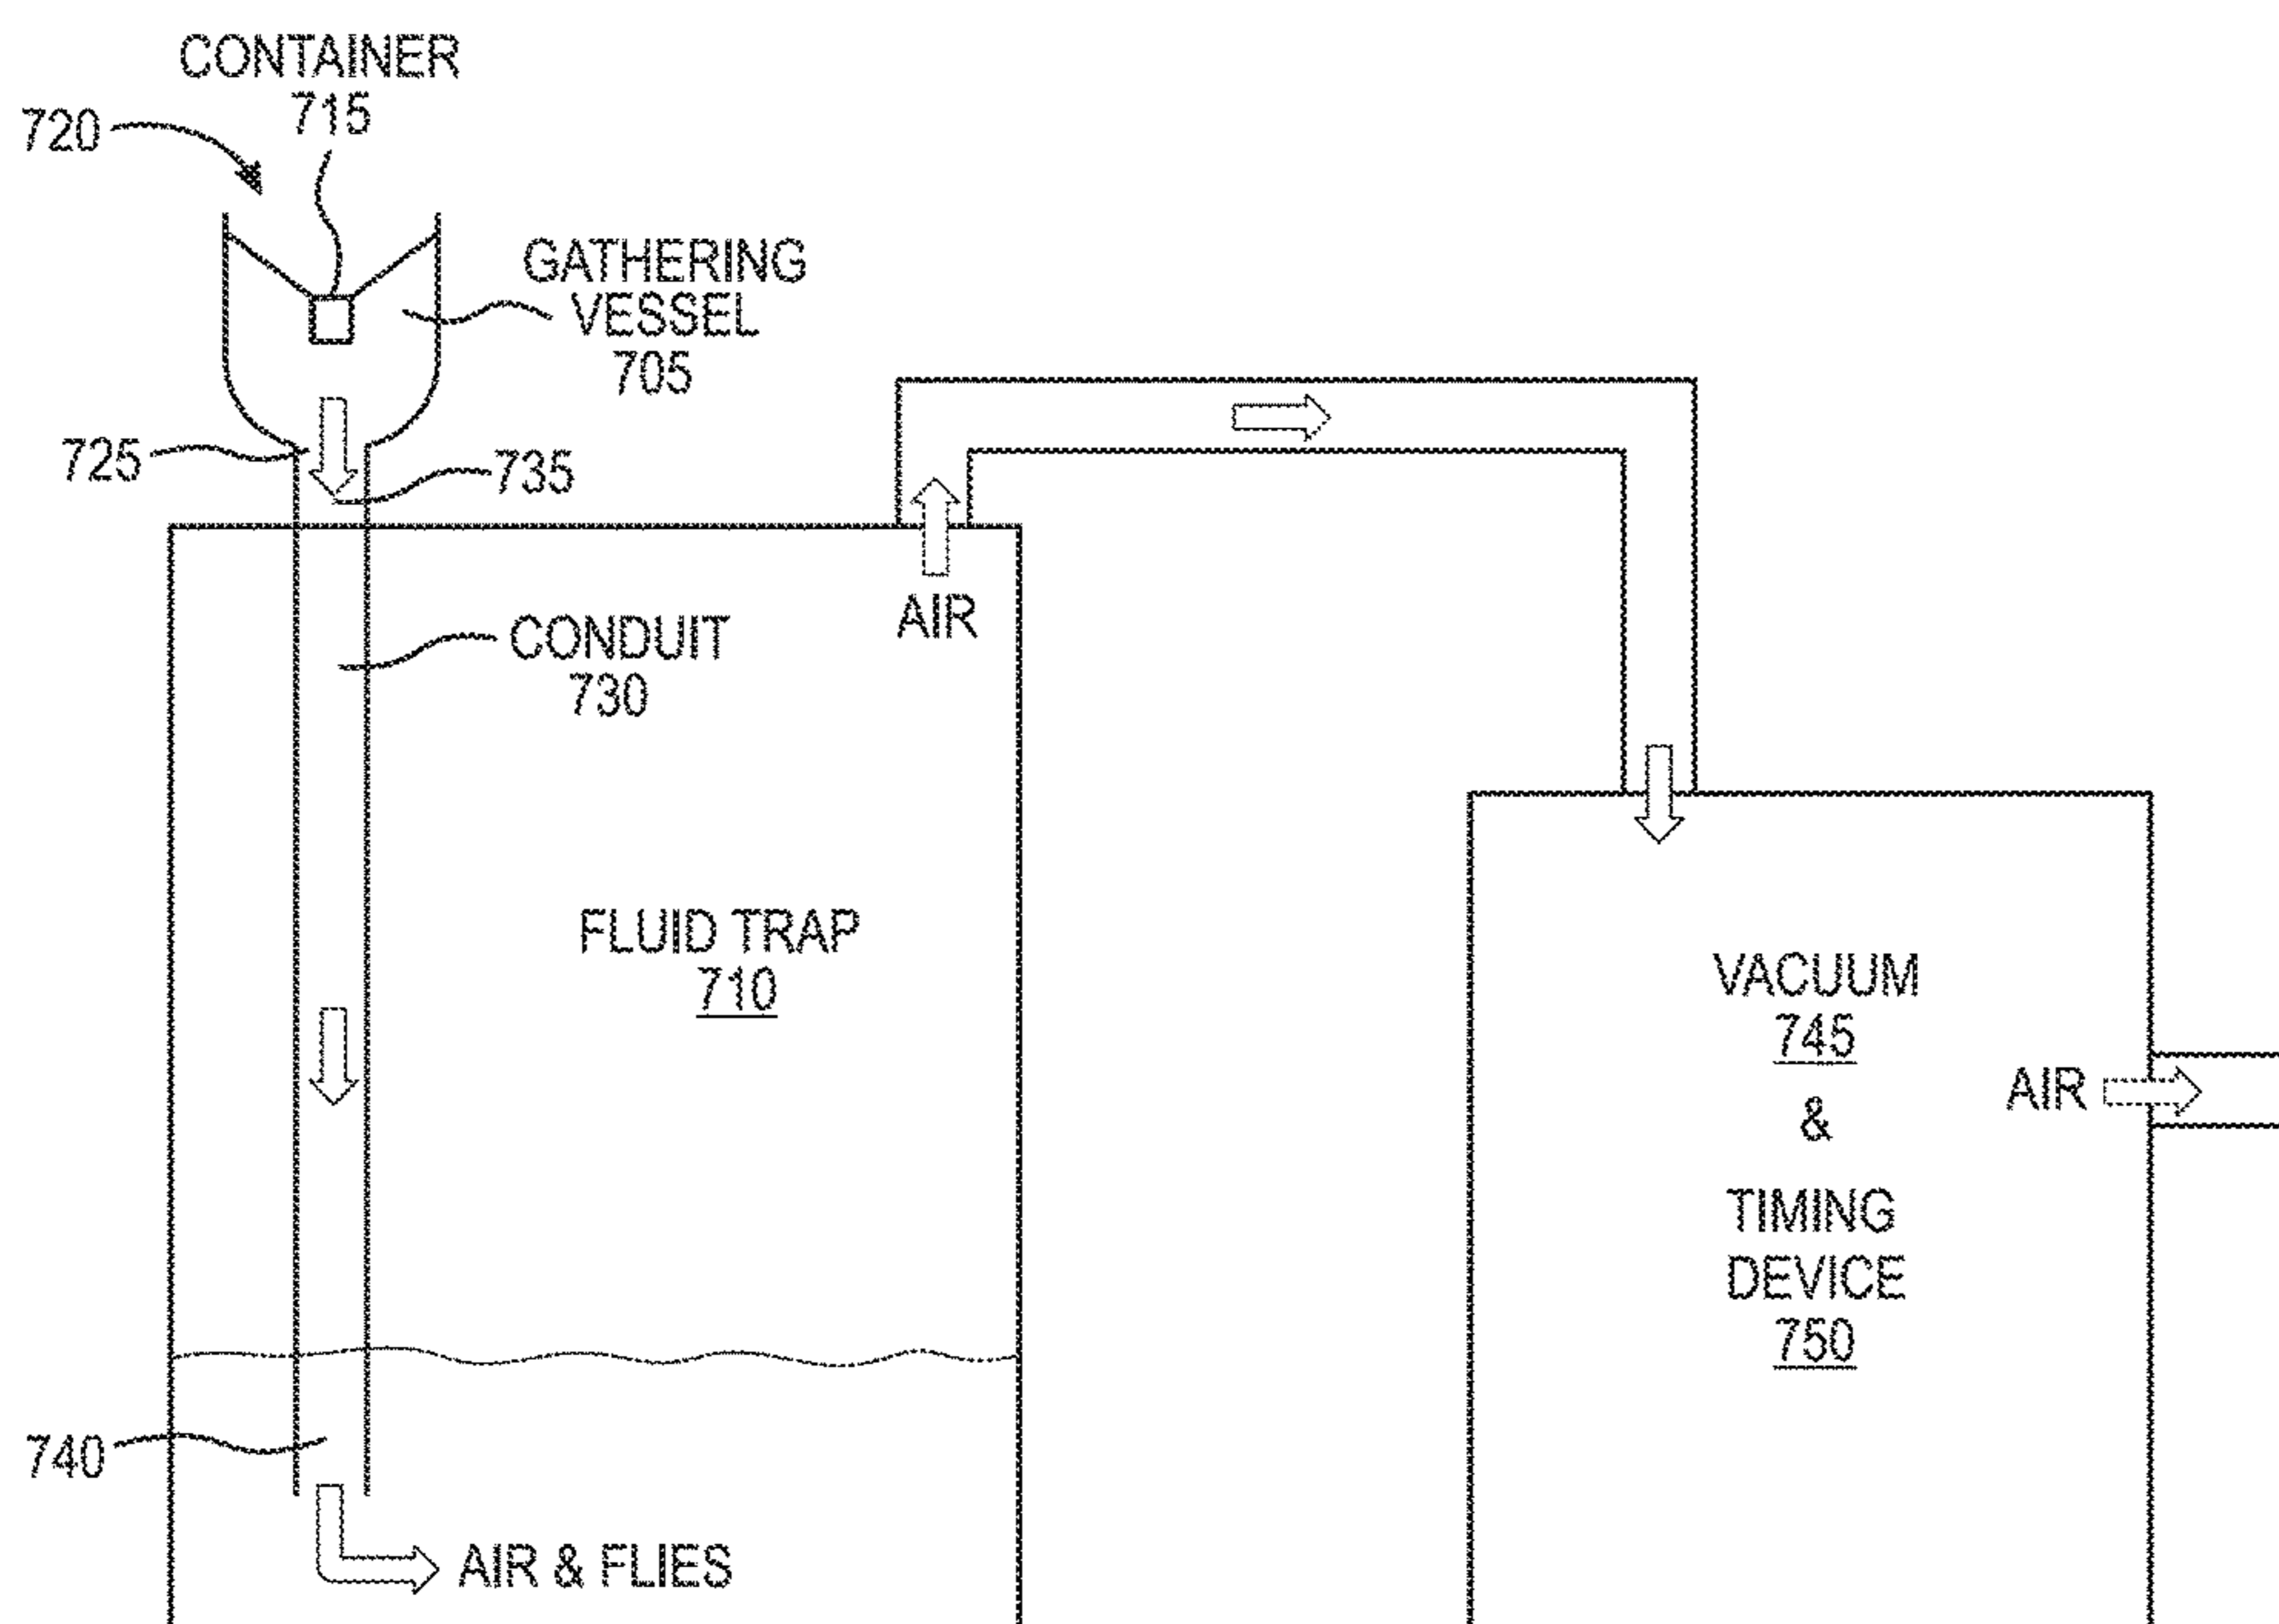 CONTAINER
715
720
GATHERING
VESSEL
705
725
735
AIR
CONDUIT
730
FLUID TRAP
710
VACUUM
745
&
AIR
TIMING
DEVICE
750
740
AIR & FLIES